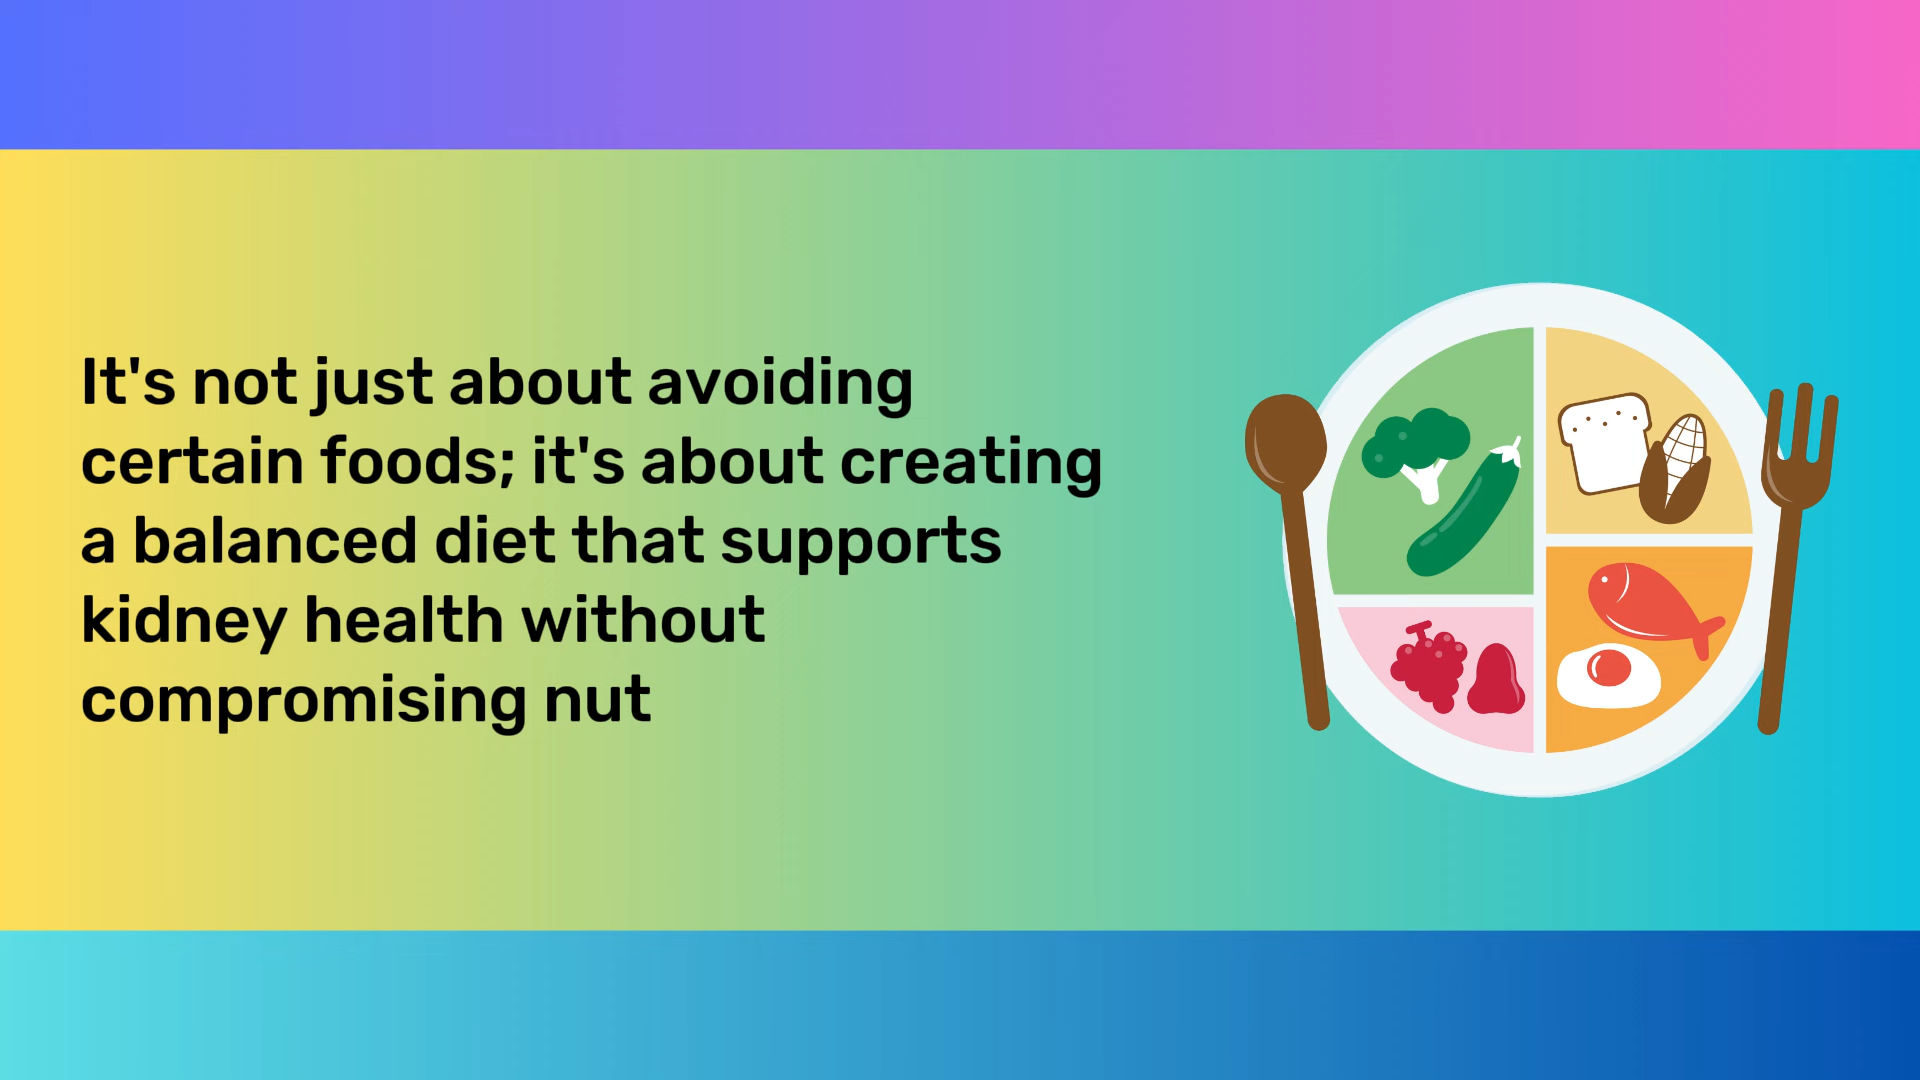 It's not just about avoiding
certain foods; it's about creating
a balanced diet that supports
kidney health without
compromising nut